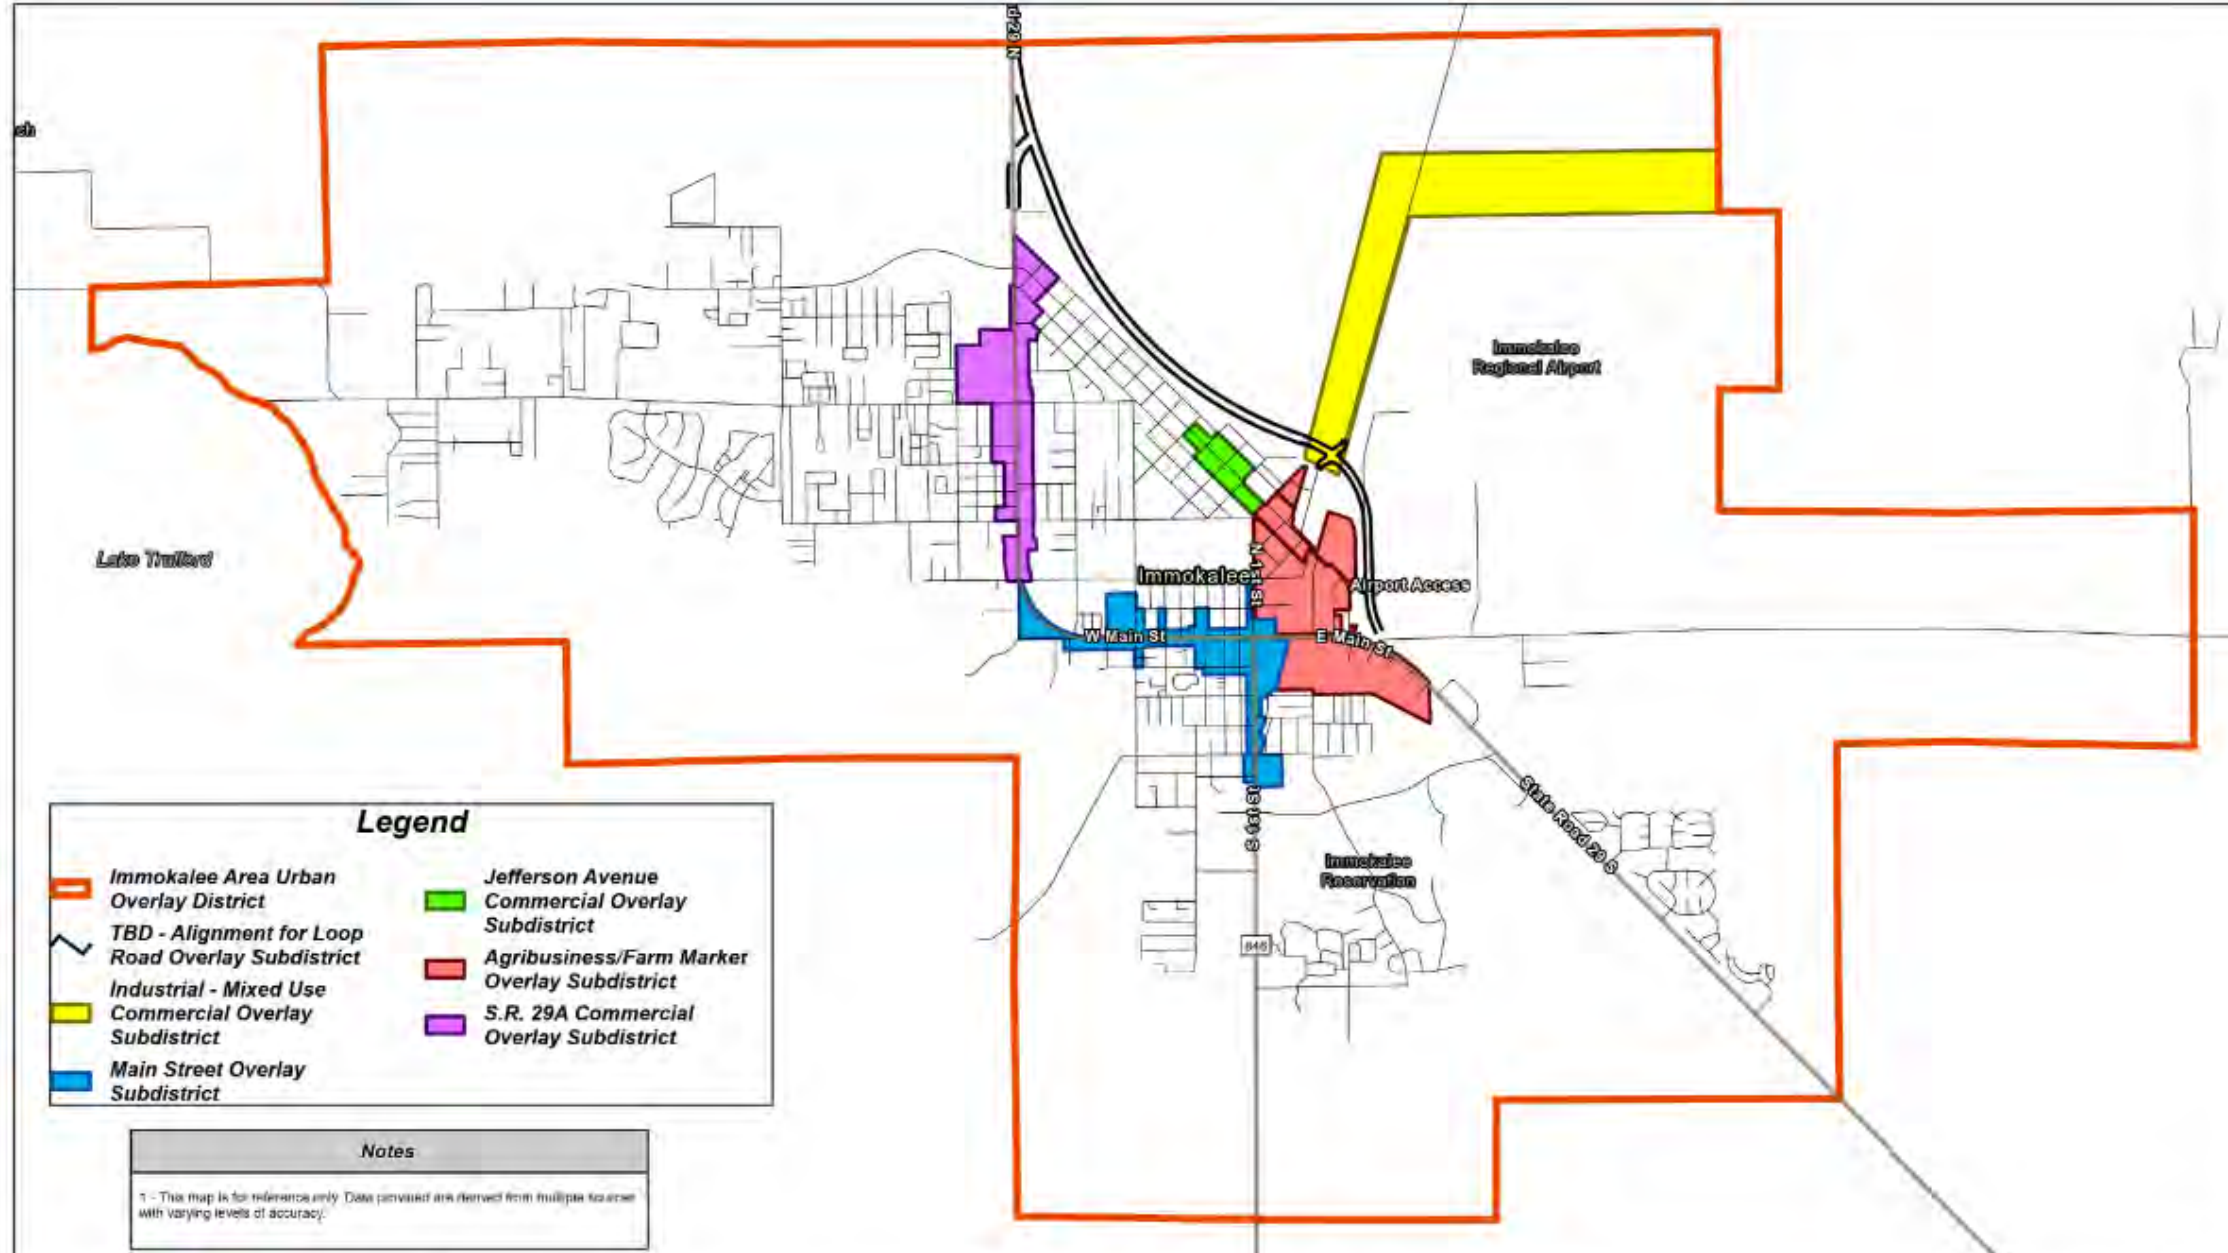 d-29 N
ch
Immokalee
Regional Airport
Lake Trafford
Immokalee
N 1st St
Airport Access
W Main St
E Main St
State Road 29 S
S 1st St
Immokalee
Reservation
846
Legend
Immokalee Area Urban
Overlay District
TBD - Alignment for Loop
Road Overlay Subdistrict
Industrial - Mixed Use
Commercial Overlay
Subdistrict
Main Street Overlay
Subdistrict
Jefferson Avenue
Commercial Overlay
Subdistrict
Agribusiness/Farm Market
Overlay Subdistrict
S.R. 29A Commercial
Overlay Subdistrict
Notes
1 - This map is for reference only. Data provided are derived from multiple sources
with varying levels of accuracy.